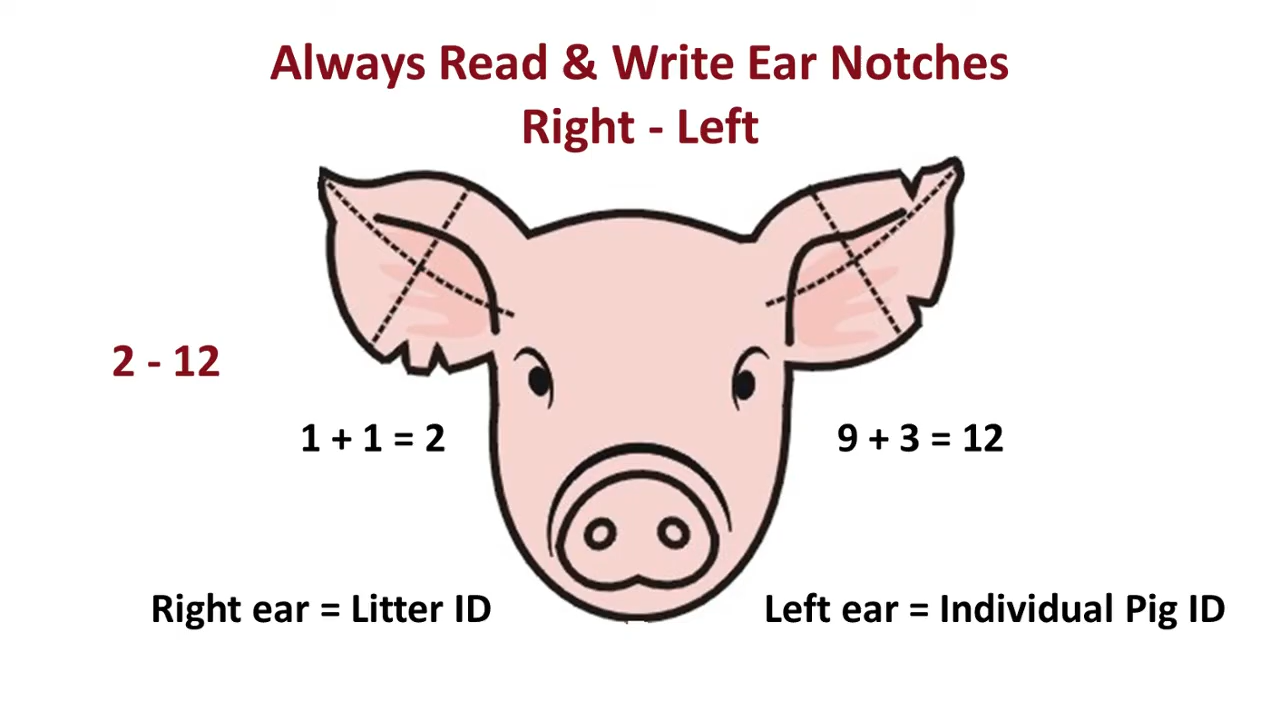 Always Read & Write Ear Notches
Right - Left
2 - 12
1 + 1 = 2
9 + 3 = 12
Right ear = Litter ID
Left ear = Individual Pig ID